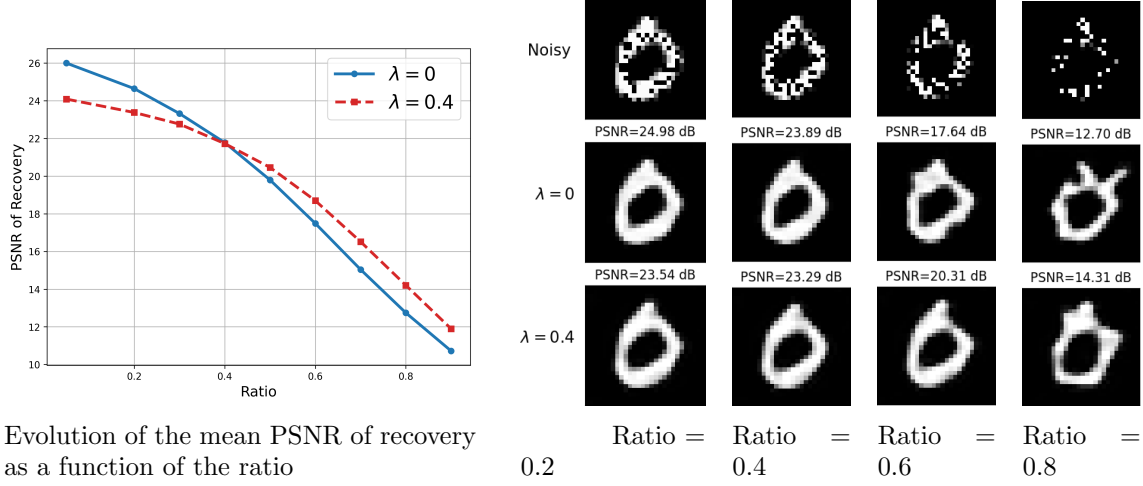 26
24
22
20
18
16
14
12
10
PSNR of Recovery
λ = 0
λ = 0.4
0.2
0.4
0.6
0.8
Ratio
Evolution of the mean PSNR of recovery
as a function of the ratio
Noisy
PSNR=24.98 dB
PSNR=23.89 dB
PSNR=17.64 dB
PSNR=12.70 dB
λ = 0
PSNR=23.54 dB
PSNR=23.29 dB
PSNR=20.31 dB
PSNR=14.31 dB
λ = 0.4
Ratio =
0.2
Ratio =
0.4
Ratio =
0.6
Ratio =
0.8